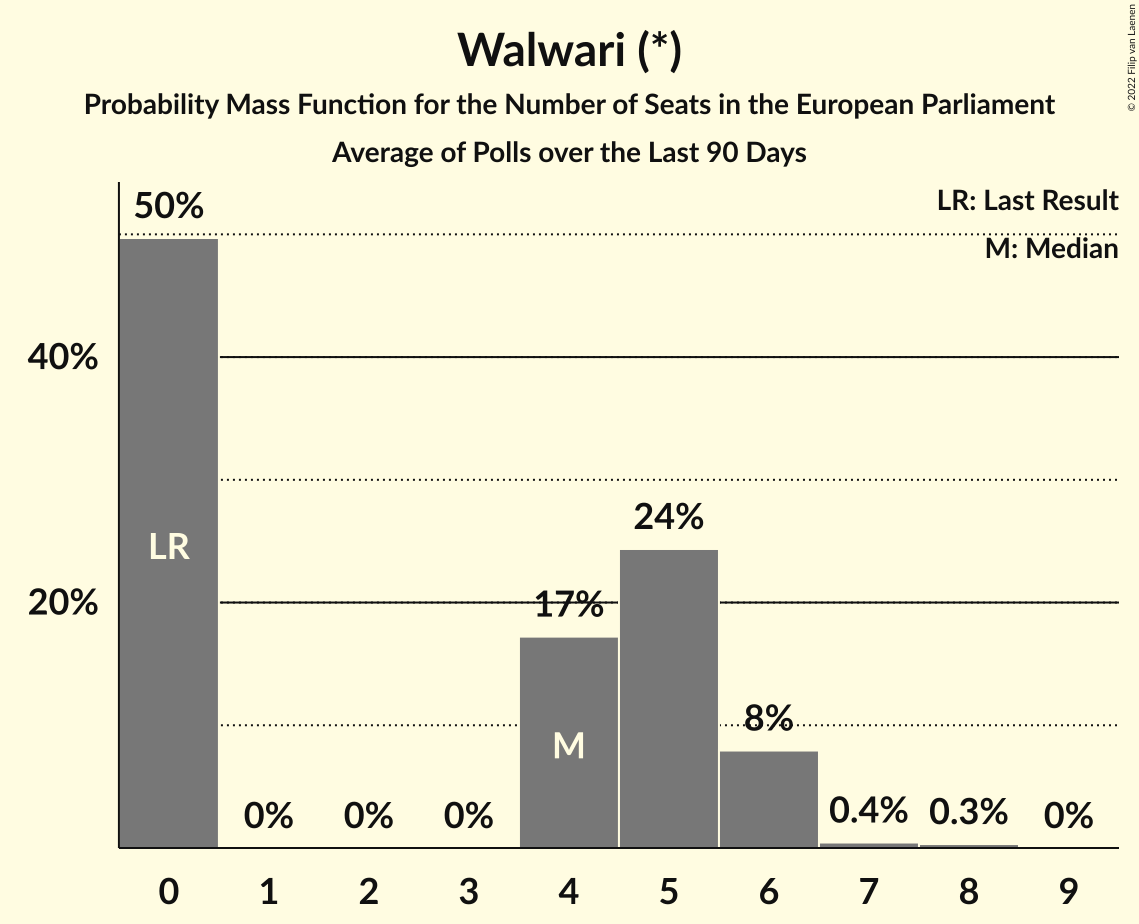 Walwari (*)
Probability Mass Function for the Number of Seats in the European Parliament
Average of Polls over the Last 90 Days
© 2022 Filip van Laenen
LR: Last Result
M: Median
50%
40%
20%
LR
0%
0%
0%
17%
M
24%
8%
0.4%
0.3%
0%
0 1 2 3 4 5 6 7 8 9